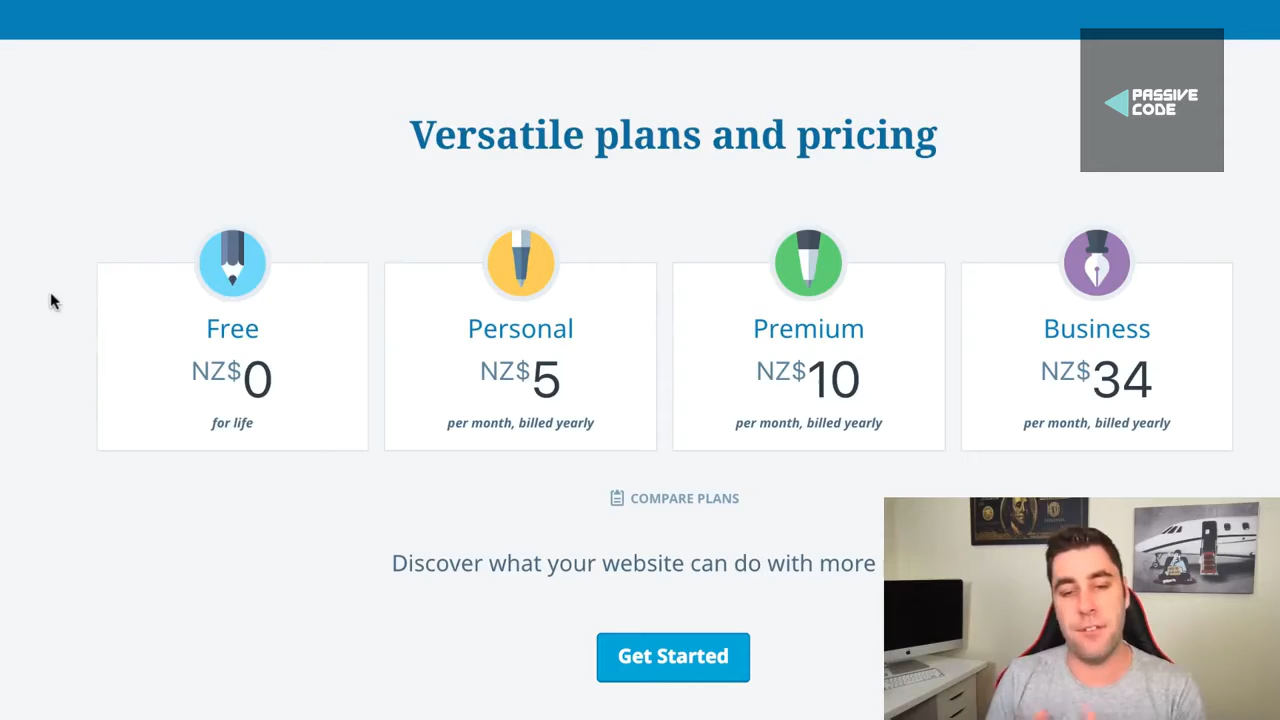 PASSIVE
CODE
Versatile plans and pricing
Free
NZ$0
for life
Personal
NZ$5
per month, billed yearly
Premium
NZ$10
per month, billed yearly
Business
NZ$34
per month, billed yearly
COMPARE PLANS
Discover what your website can do with more
Get Started